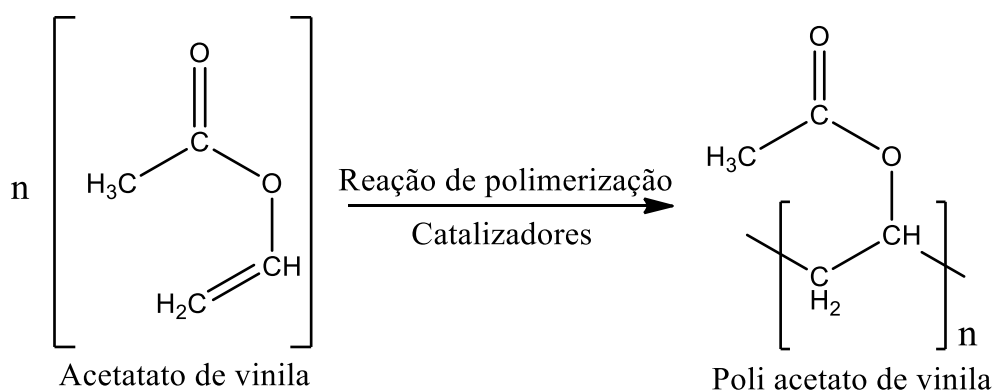 O
C
H₃C
O
n
CH
H₂C
Acetatato de vinila
Reação de polimerização
Catalizadores
O
C
H₃C
O
CH
C
H₂
n
Poli acetato de vinila